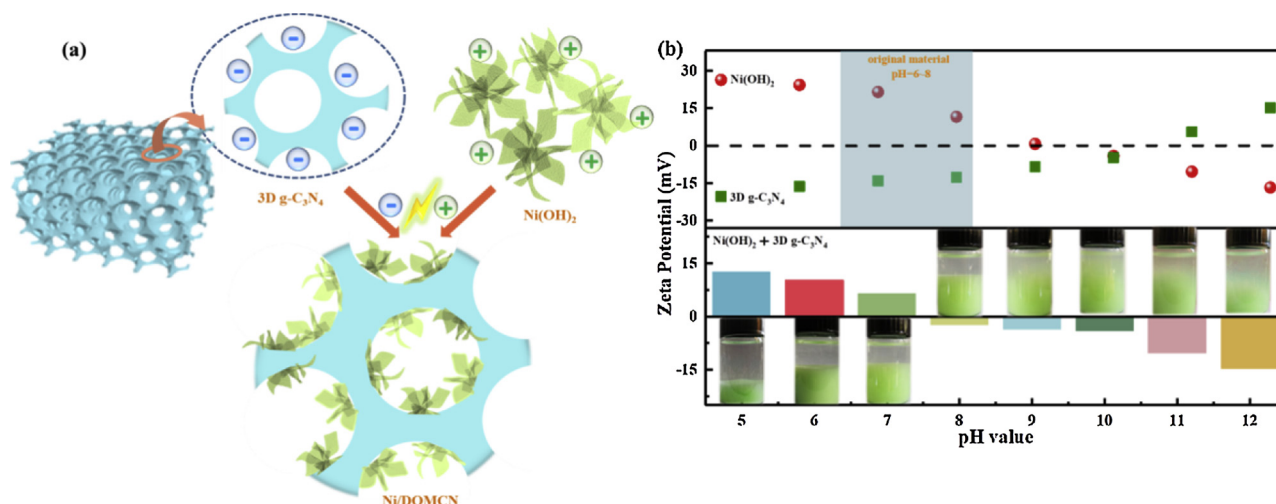 (a)
3D g-C₃N₄
Ni(OH)₂
Ni/DOMCN
(b)
original material
pH=6-8
Ni(OH)₂
3D g-C₃N₄
Ni(OH)₂ + 3D g-C₃N₄
Zeta Potential (mV)
30
15
0
-15
-30
15
0
-15
5 6 7 8 9 10 11 12
pH value